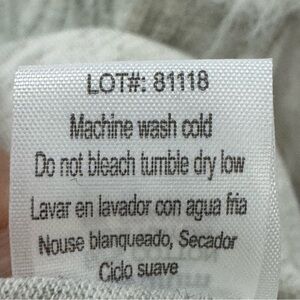 LOT#: 81118
Machine wash cold
Do not bleach tumble dry low
Lavar en lavador con agua fria
Nouse blanqueado, Secador
Ciclo suave